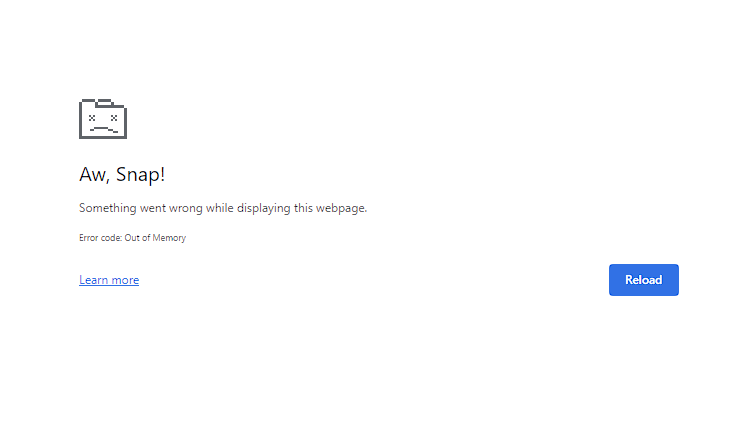 Aw, Snap!
Something went wrong while displaying this webpage.
Error code: Out of Memory
Learn more
Reload